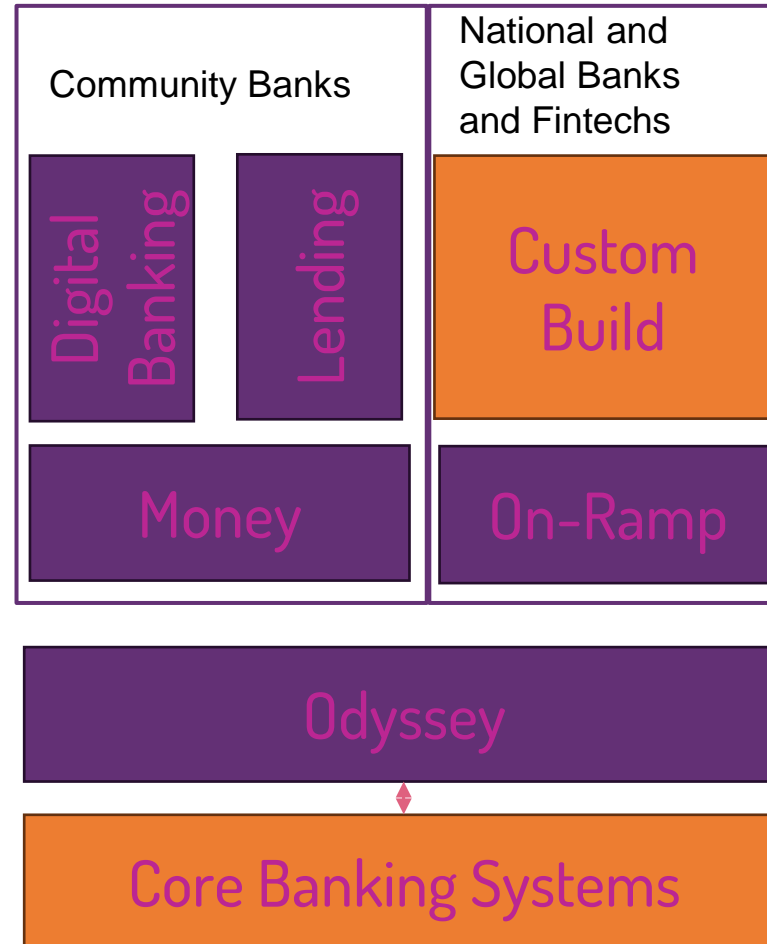 Community Banks
National and
Global Banks
and Fintechs
Digital
Banking
Lending
Custom
Build
Money
On-Ramp
Odyssey
Core Banking Systems